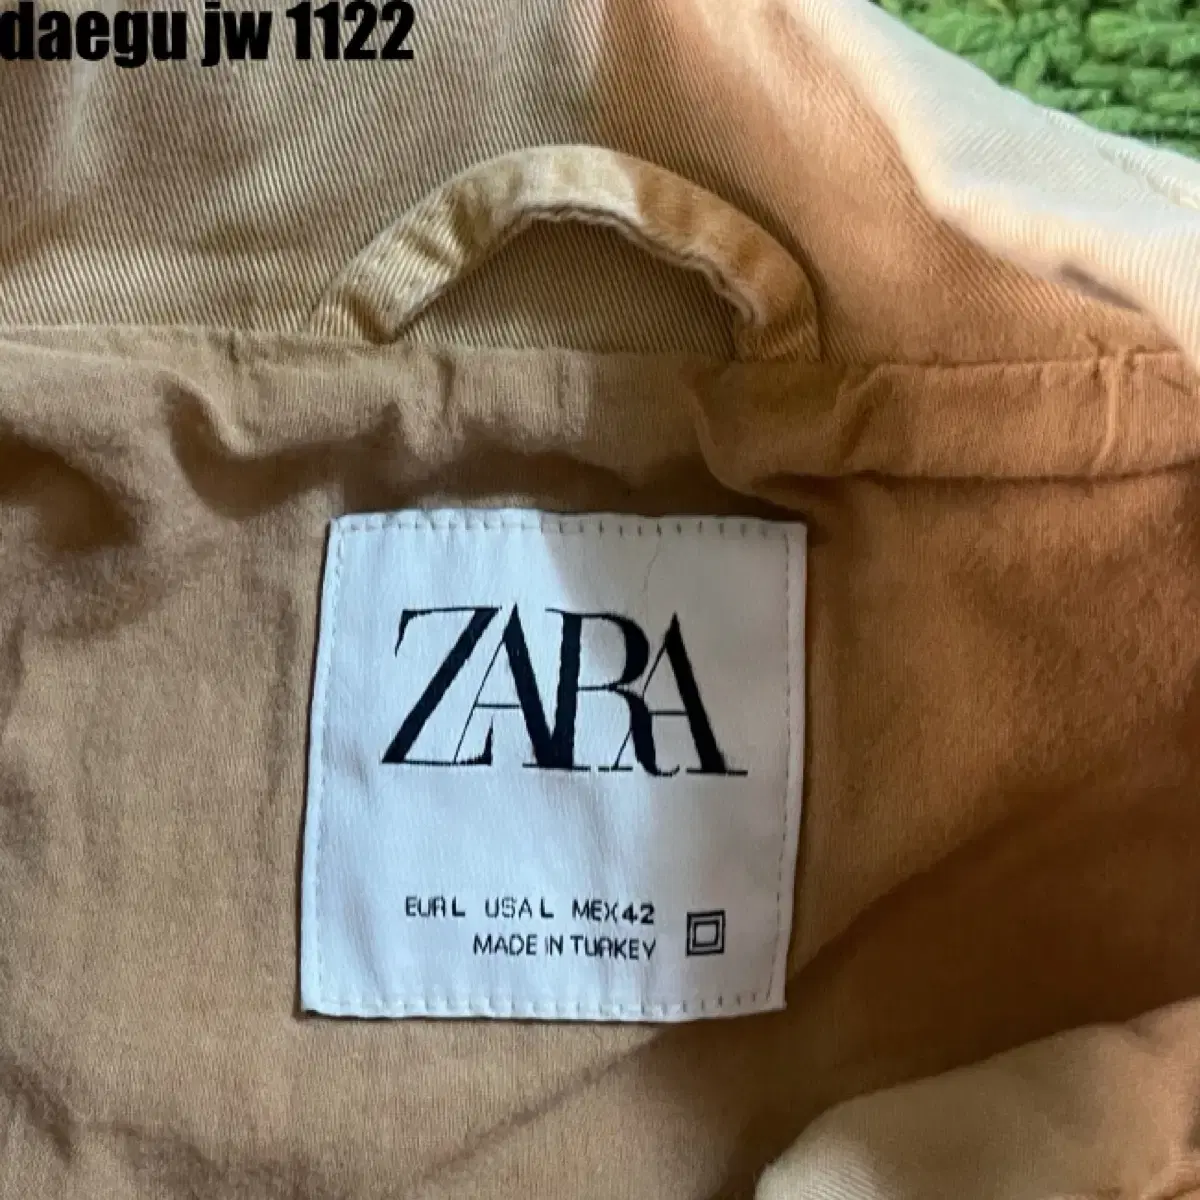 daegu jw 1122
ZARA
EUR L USA L MEX 42
MADE IN TURKEY